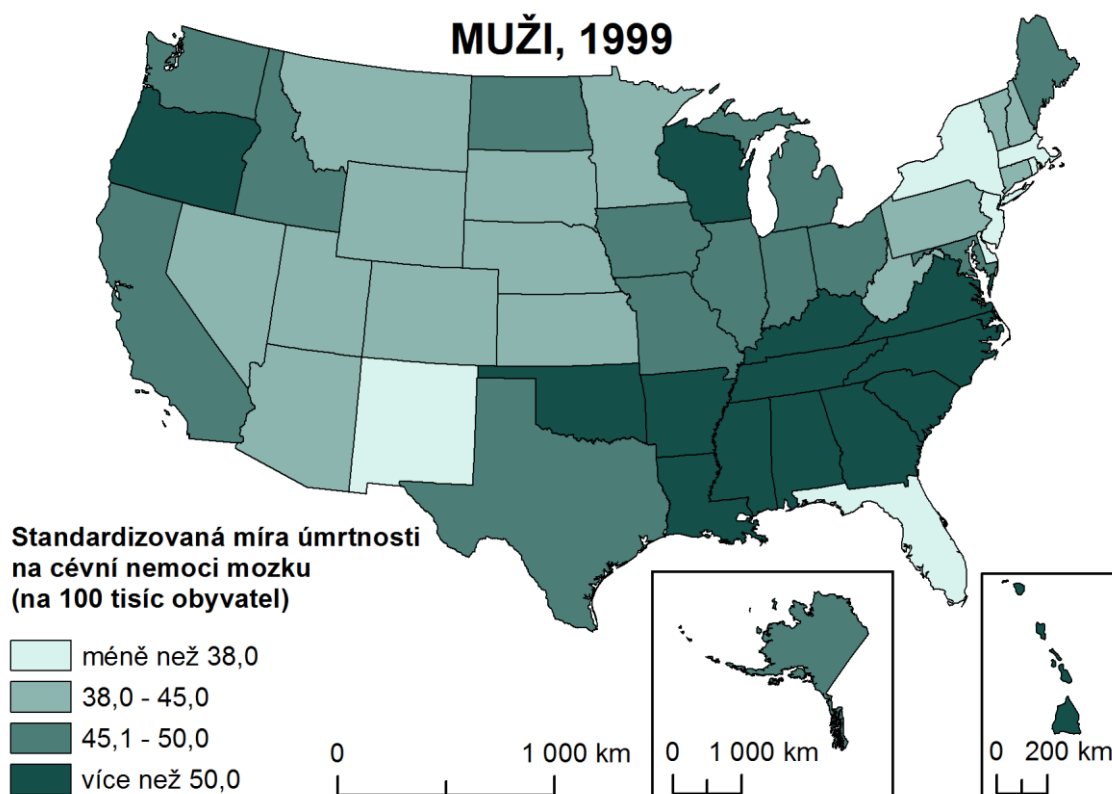 MUŽI, 1999
Standardizovaná míra úmrtnosti
na cévní nemoci mozku
(na 100 tisíc obyvatel)
méně než 38,0
38,0 - 45,0
45,1 - 50,0
více než 50,0
0 1 000 km
0 1 000 km
0 200 km